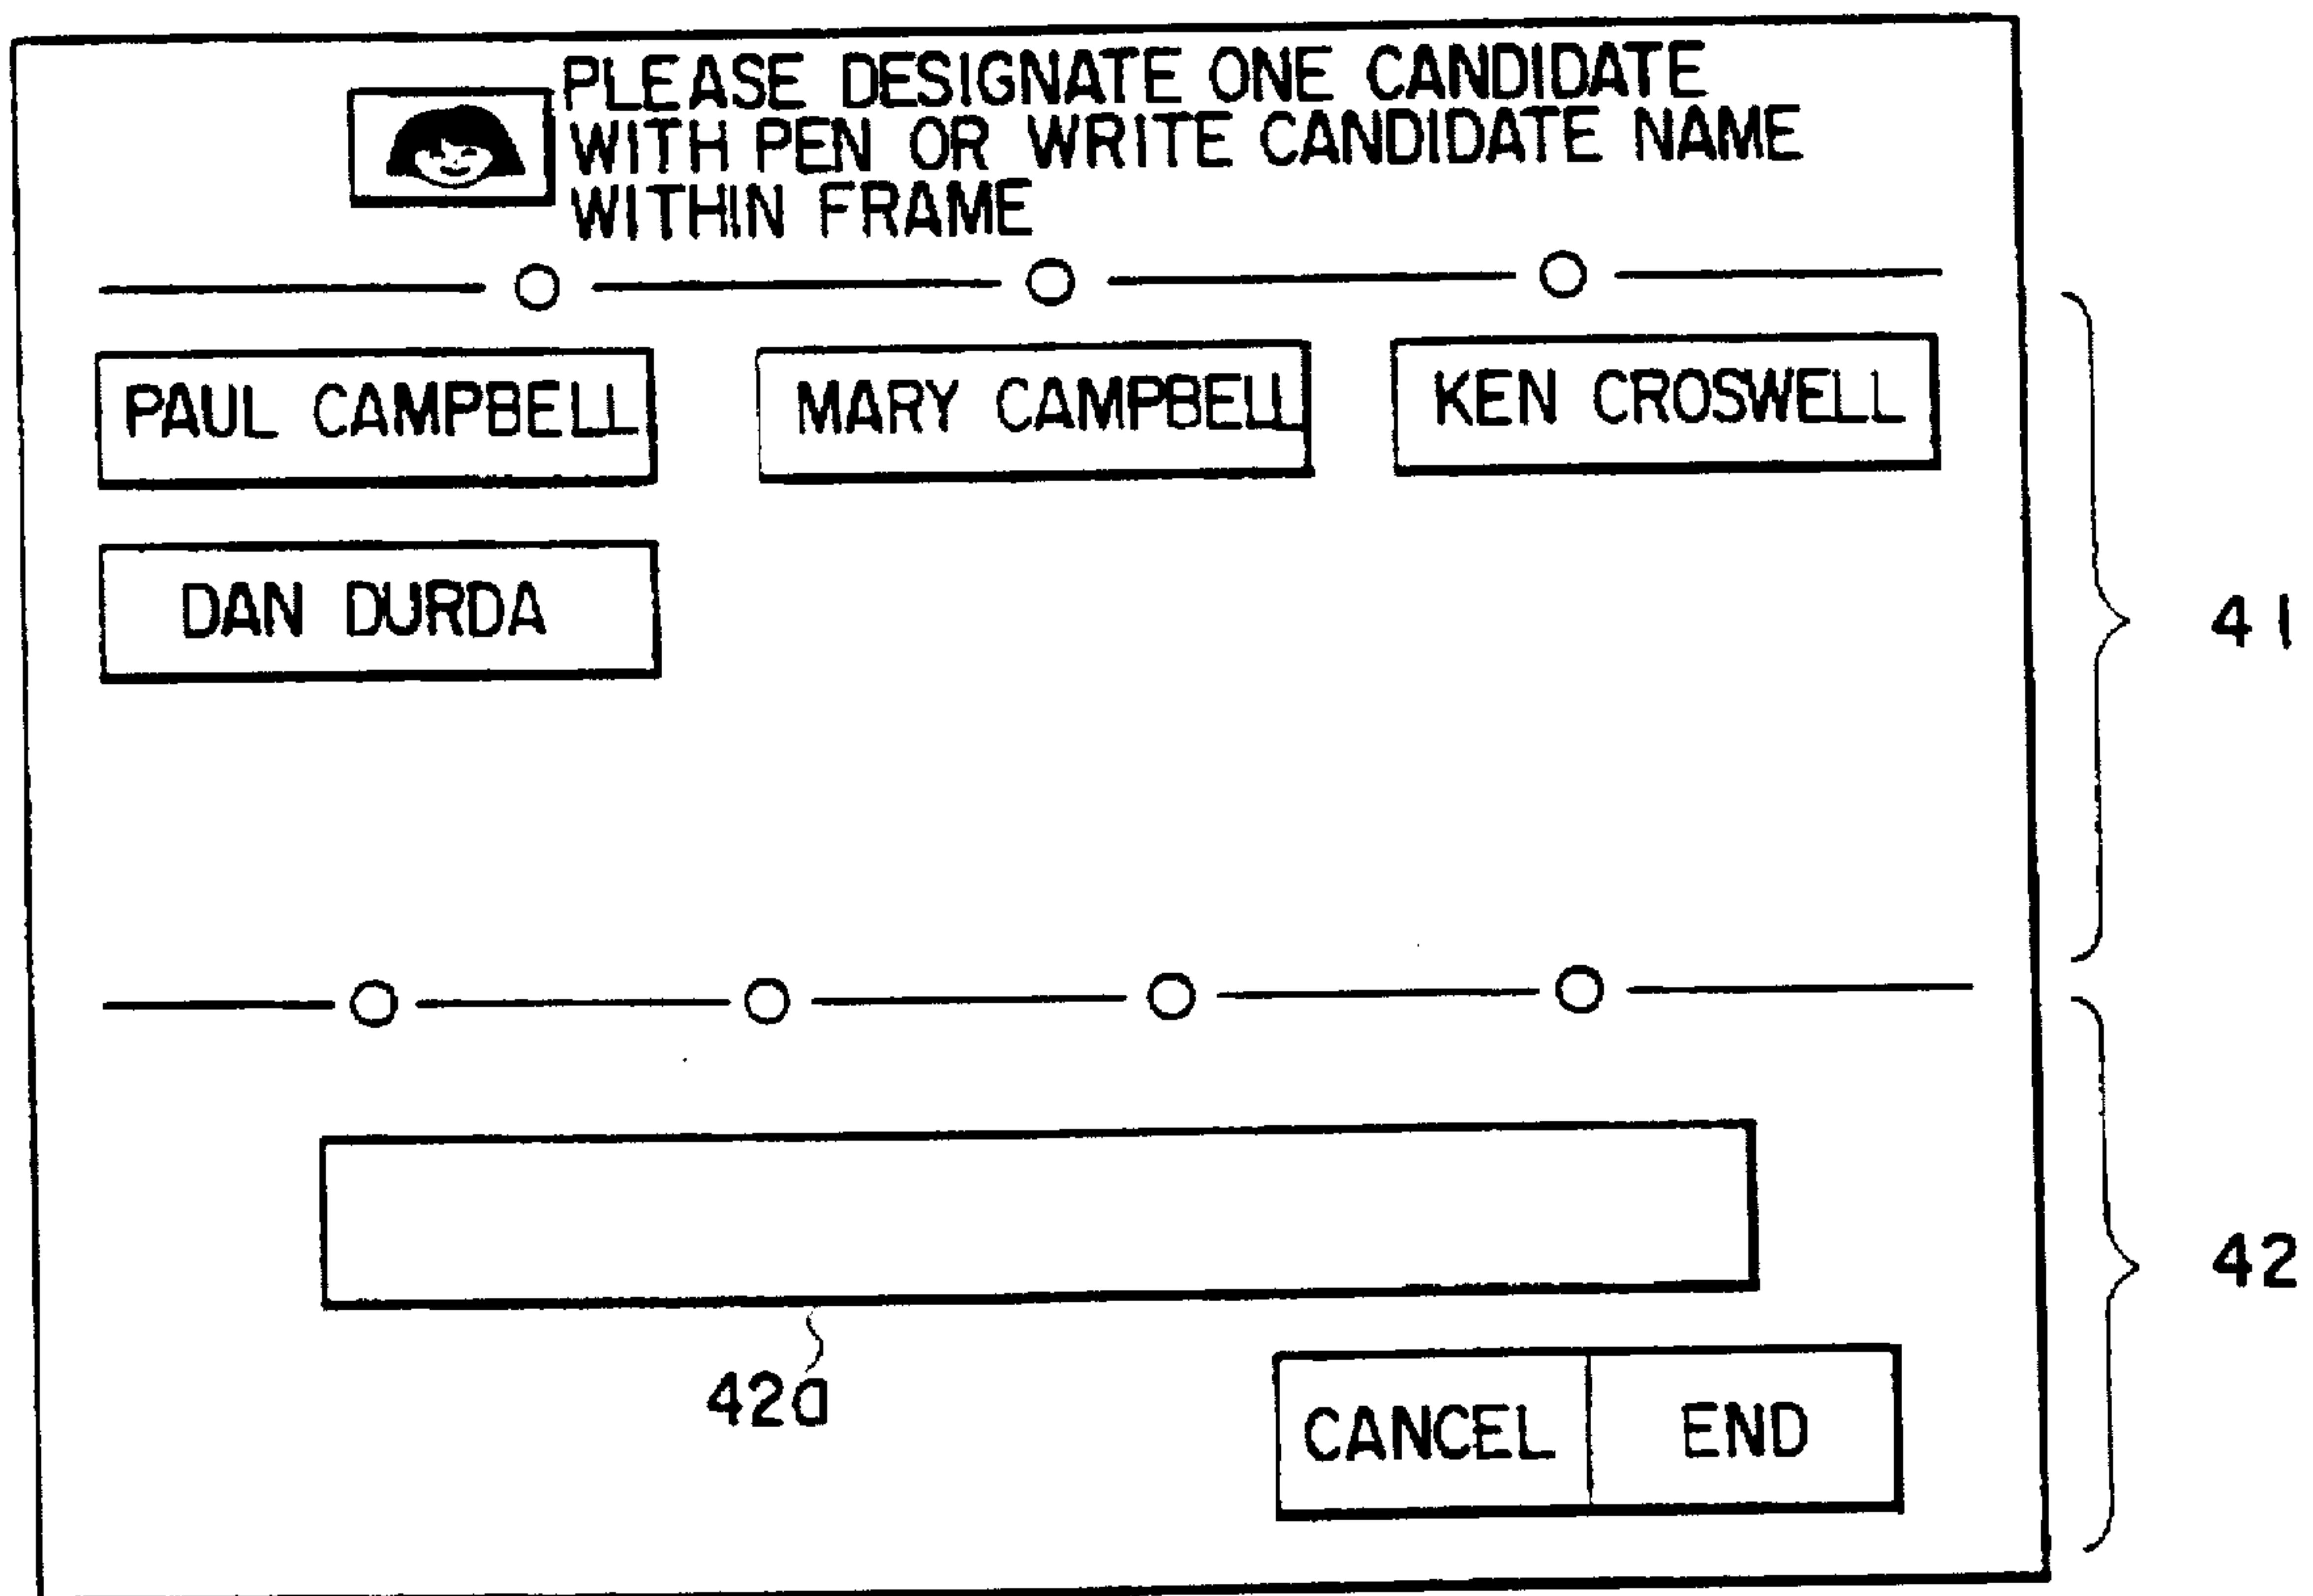 PLEASE DESIGNATE ONE CANDIDATE
WITH PEN OR WRITE CANDIDATE NAME
WITHIN FRAME
PAUL CAMPBELL MARY CAMPBELL KEN CROSWELL
DAN DURDA
41
42
42a
CANCEL END